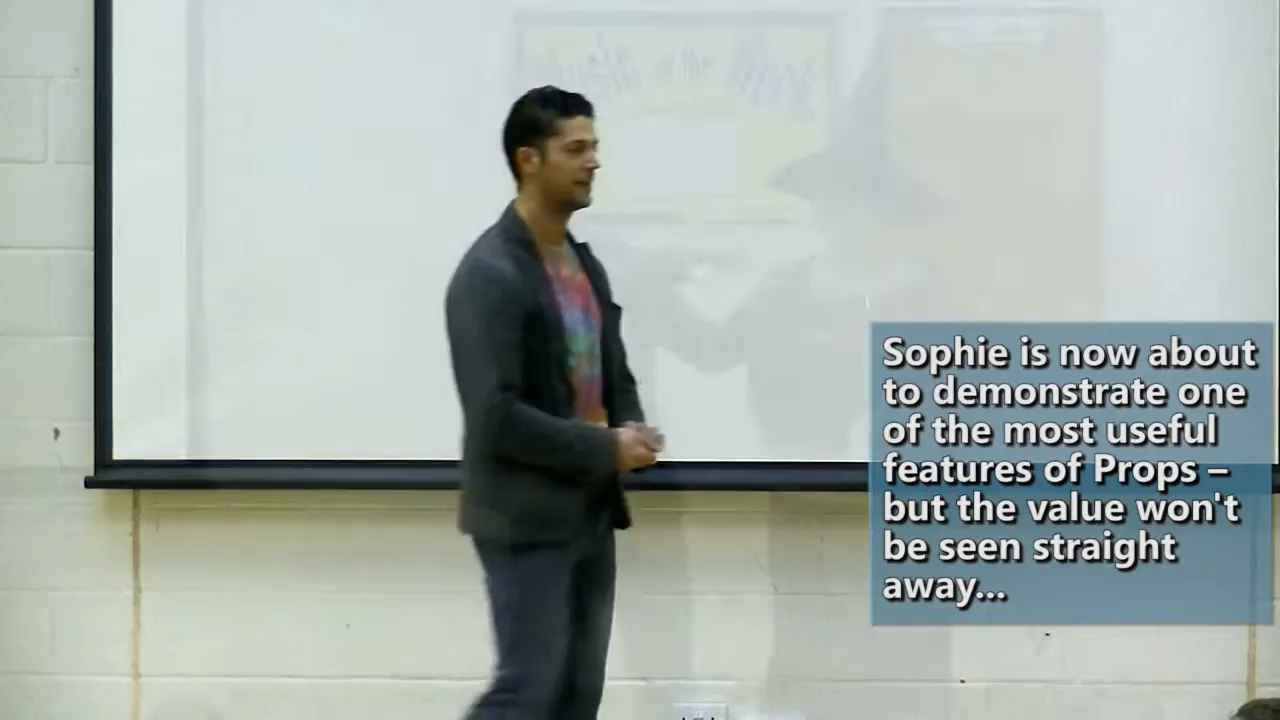 Sophie is now about
to demonstrate one
of the most useful
features of Props –
but the value won't
be seen straight
away...